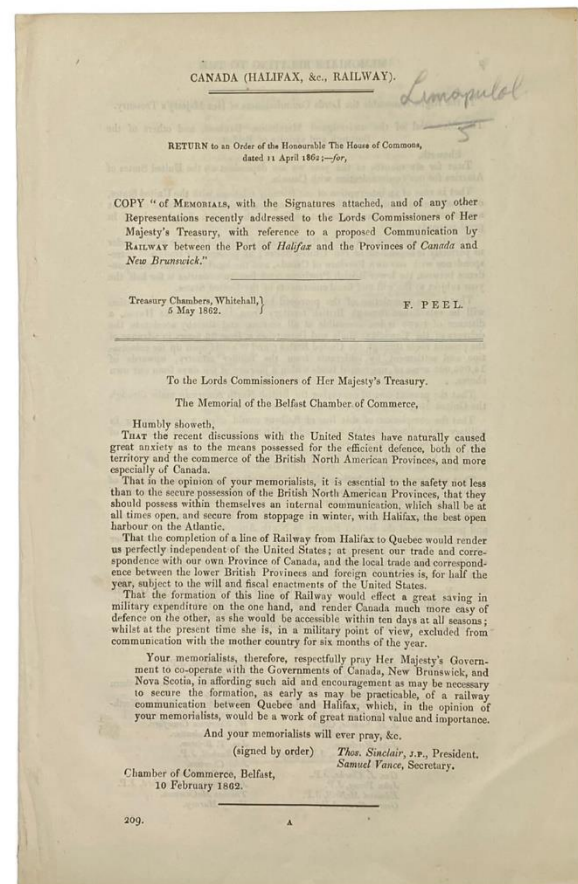 CANADA (HALIFAX, &c., RAILWAY).
5
RETURN to an Order of the Honourable The House of Commons,
dated 11 April 1862;—for,
COPY " of MEMORIALS, with the Signatures attached, and of any other
Representations recently addressed to the Lords Commissioners of Her
Majesty's Treasury, with reference to a proposed Communication by
RAILWAY between the Port of Halifax and the Provinces of Canada and
New Brunswick."
Treasury Chambers, Whitehall,}
5 May 1862.
F. PEEL.
To the Lords Commissioners of Her Majesty's Treasury.
The Memorial of the Belfast Chamber of Commerce,
Humbly showeth,
THAT the recent discussions with the United States have naturally caused
great anxiety as to the means possessed for the efficient defence, both of the
territory and the commerce of the British North American Provinces, and more
especially of Canada.
That in the opinion of your memorialists, it is essential to the safety not less
than to the secure possession of the British North American Provinces, that they
should possess within themselves an internal communication, which shall be at
all times open, and secure from stoppage in winter, with Halifax, the best open
harbour on the Atlantic.
That the completion of a line of Railway from Halifax to Quebec would render
us perfectly independent of the United States; at present our trade and corre-
spondence with our own Province of Canada, and the local trade and correspond-
ence between the lower British Provinces and foreign countries is, for half the
year, subject to the will and fiscal enactments of the United States.
That the formation of this line of Railway would effect a great saving in
military expenditure on the one hand, and render Canada much more easy of
defence on the other, as she would be accessible within ten days at all seasons;
whilst at the present time she is, in a military point of view, excluded from
communication with the mother country for six months of the year.
Your memorialists, therefore, respectfully pray Her Majesty's Govern-
ment to co-operate with the Governments of Canada, New Brunswick, and
Nova Scotia, in affording such aid and encouragement as may be necessary
to secure the formation, as early as may be practicable, of a railway
communication between Quebec and Halifax, which, in the opinion of
your memorialists, would be a work of great national value and importance.
And your memorialists will ever pray, &c.
(signed by order) Thos. Sinclair, J.P., President.
Samuel Vance, Secretary.
Chamber of Commerce, Belfast,
10 February 1862.
209. A